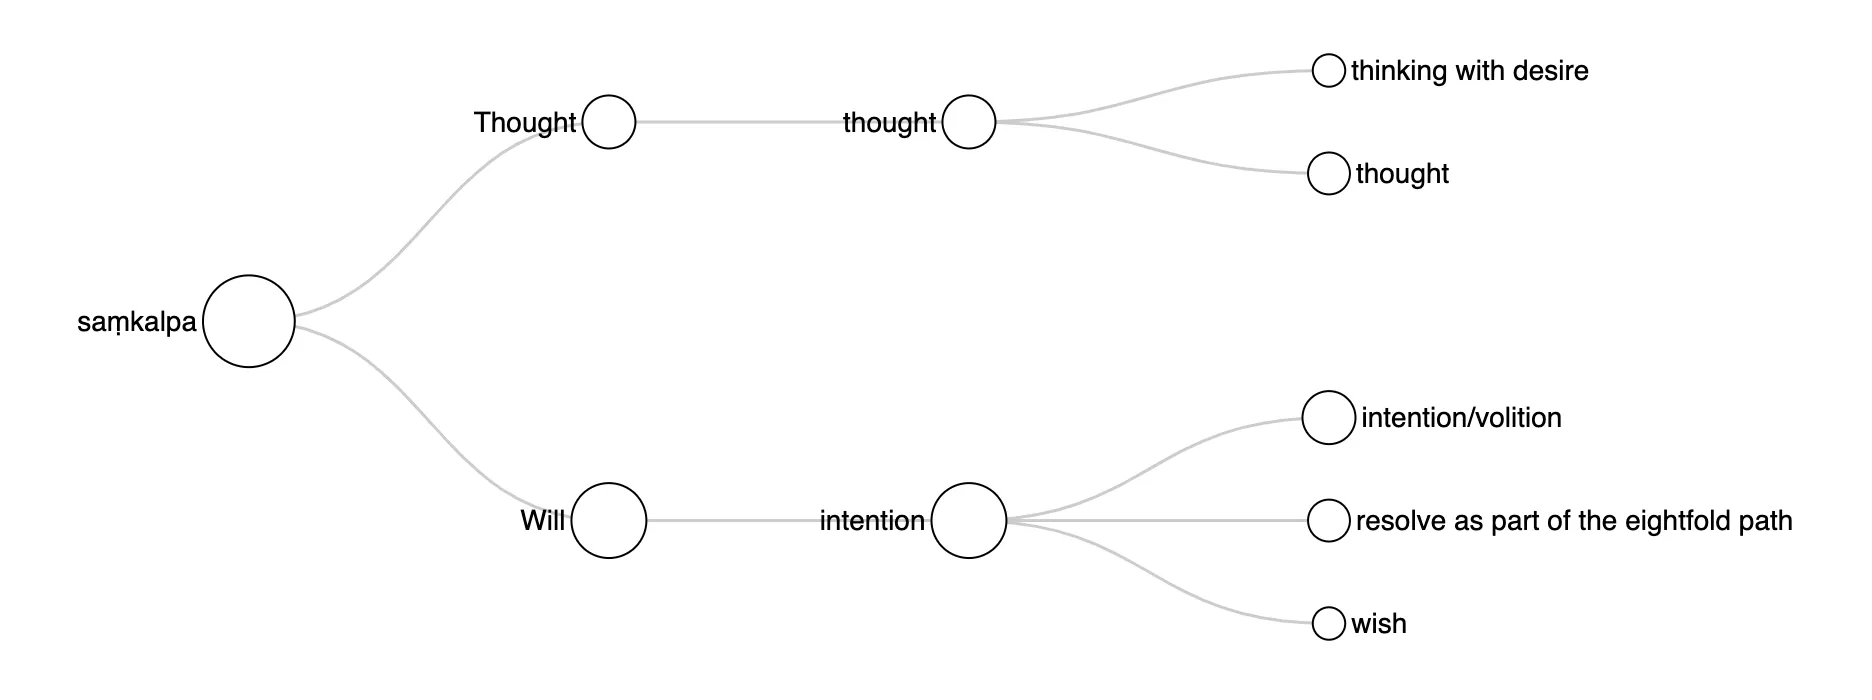 thinking with desire
Thought
thought
thought
saṃkalpa
intention/volition
Will
intention
resolve as part of the eightfold path
wish